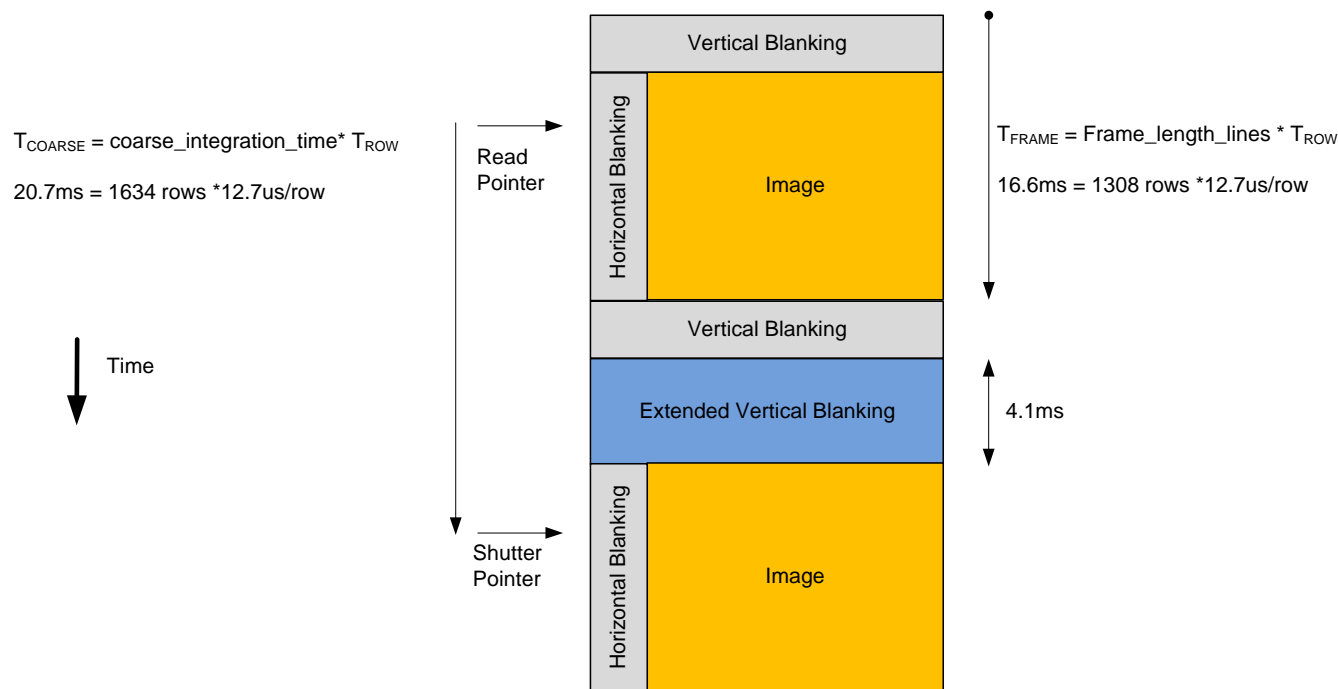 Vertical Blanking
Horizontal Blanking
Image
T_COARSE = coarse_integration_time* T_ROW
20.7ms = 1634 rows *12.7us/row
Read
Pointer
T_FRAME = Frame_length_lines * T_ROW
16.6ms = 1308 rows *12.7us/row
Vertical Blanking
Time
Extended Vertical Blanking
4.1ms
Horizontal Blanking
Image
Shutter
Pointer